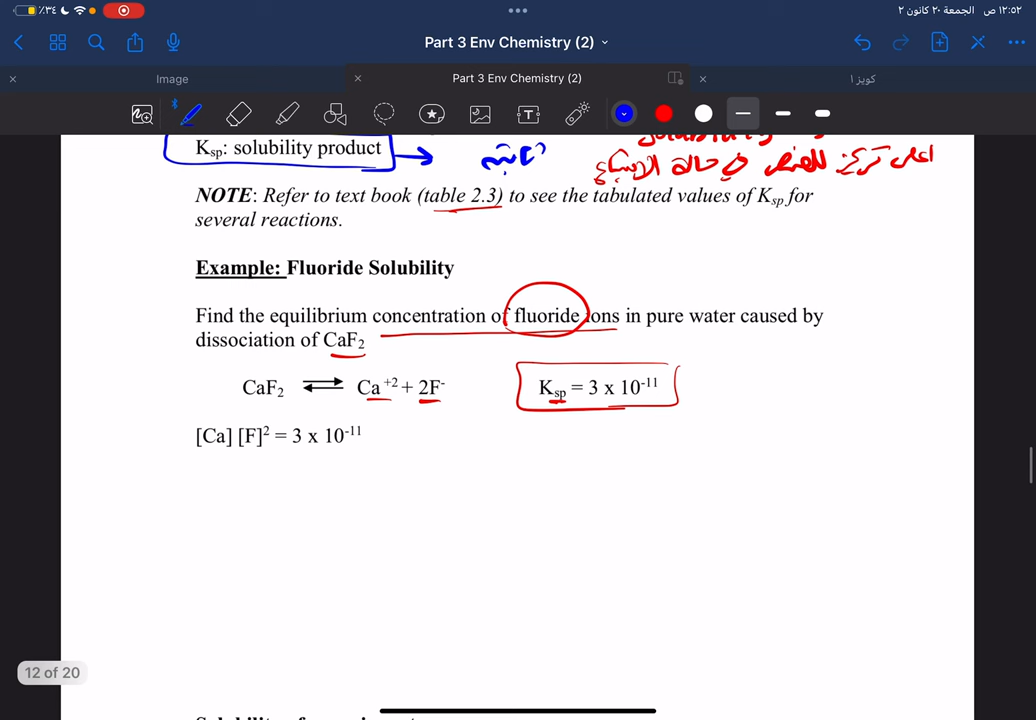 ٪٣٤ ١٢:٥٢ ص الجمعة ٢٠ كانون ٢
Part 3 Env Chemistry (2)
Image Part 3 Env Chemistry (2) كويز ١
K_sp: solubility product ثابت
اعلى تركيز للعنصر في حالة الإشباع
NOTE: Refer to text book (table 2.3) to see the tabulated values of K_sp for
several reactions.
Example: Fluoride Solubility
Find the equilibrium concentration of fluoride ions in pure water caused by
dissociation of CaF₂
CaF₂ ⇌ Ca⁺² + 2F⁻ K_sp = 3 x 10⁻¹¹
[Ca] [F]² = 3 x 10⁻¹¹
12 of 20